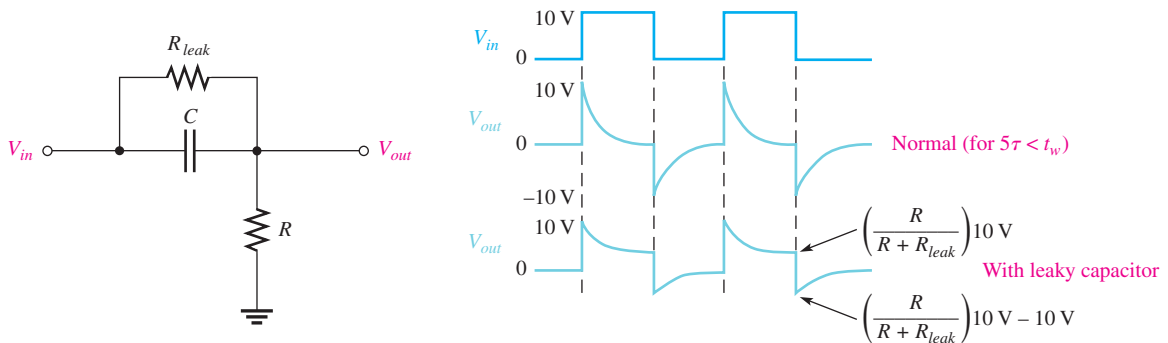 R_leak
C
V_in
V_out
R
10 V
V_in
0
10 V
V_out
0
Normal (for 5τ < t_w)
–10 V
10 V
V_out
0
(R / (R + R_leak)) 10 V
With leaky capacitor
(R / (R + R_leak)) 10 V – 10 V